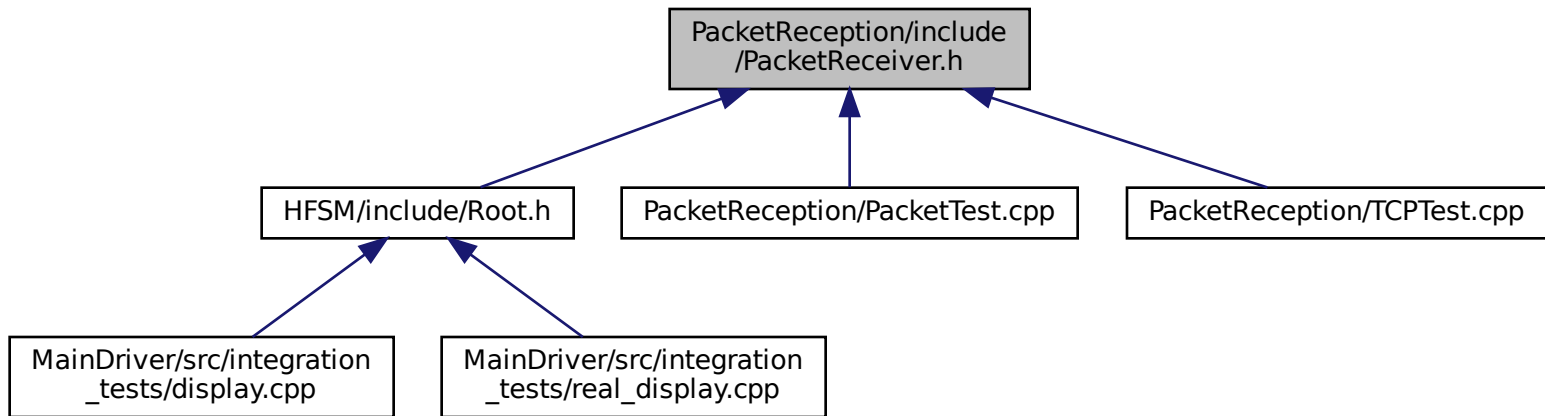 PacketReception/include
/PacketReceiver.h
HFSM/include/Root.h
PacketReception/PacketTest.cpp
PacketReception/TCPTest.cpp
MainDriver/src/integration
_tests/display.cpp
MainDriver/src/integration
_tests/real_display.cpp